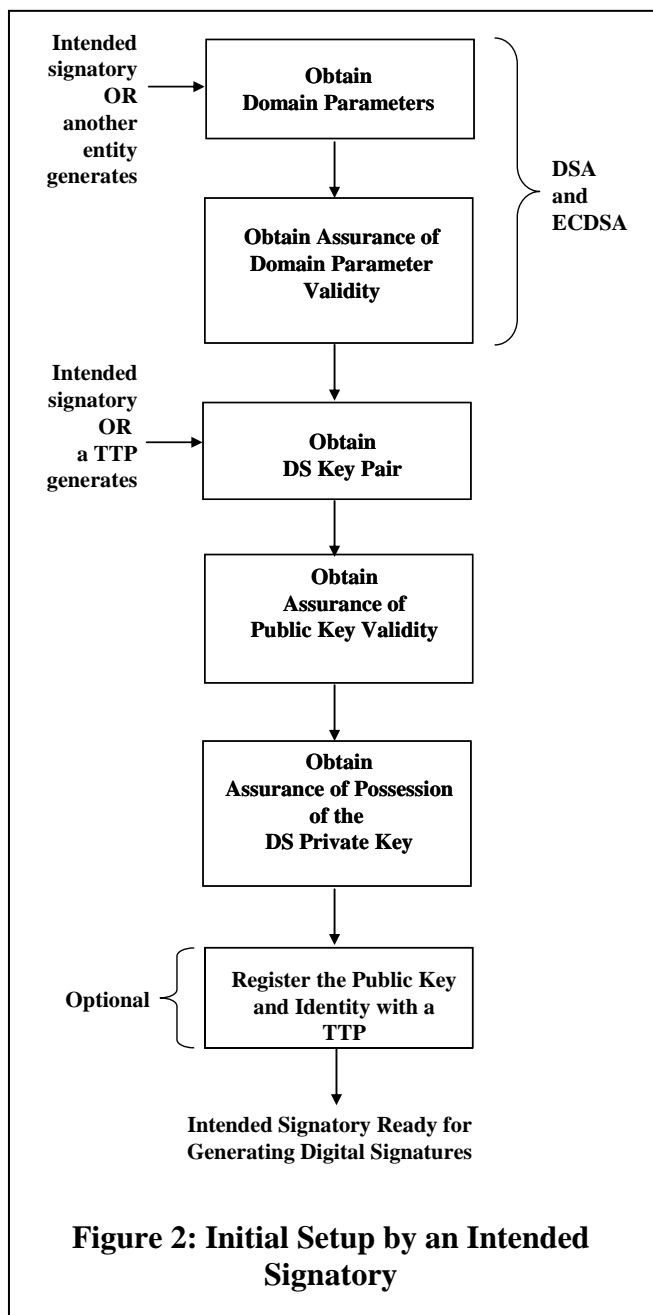 Intended
signatory
OR
another
entity
generates
Obtain
Domain Parameters
DSA
and
ECDSA
Obtain Assurance of
Domain Parameter
Validity
Intended
signatory
OR
a TTP
generates
Obtain
DS Key Pair
Obtain
Assurance of
Public Key Validity
Obtain
Assurance of Possession
of the
DS Private Key
Optional
Register the Public Key
and Identity with a
TTP
Intended Signatory Ready for
Generating Digital Signatures
Figure 2: Initial Setup by an Intended
Signatory